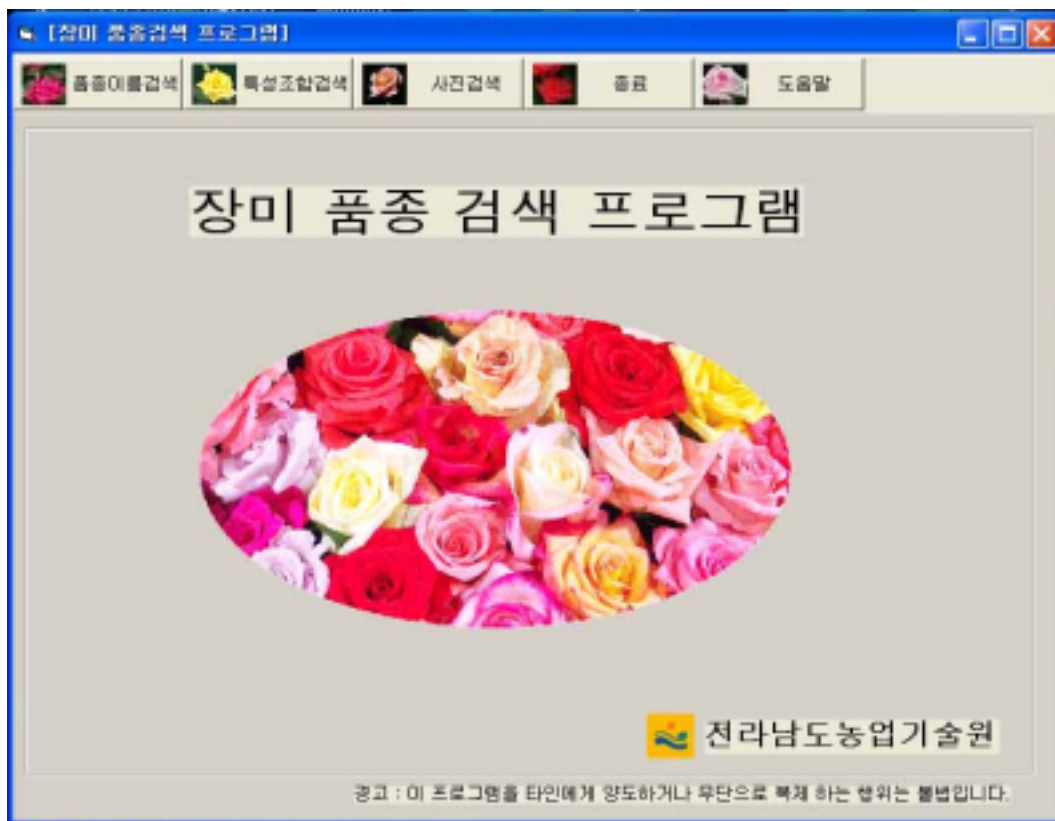 [장미 품종검색 프로그램]
품종이름검색 특성조합검색 사진검색 종료 도움말
장미 품종 검색 프로그램
전라남도농업기술원
경고 : 이 프로그램을 타인에게 양도하거나 무단으로 복제 하는 행위는 불법입니다.